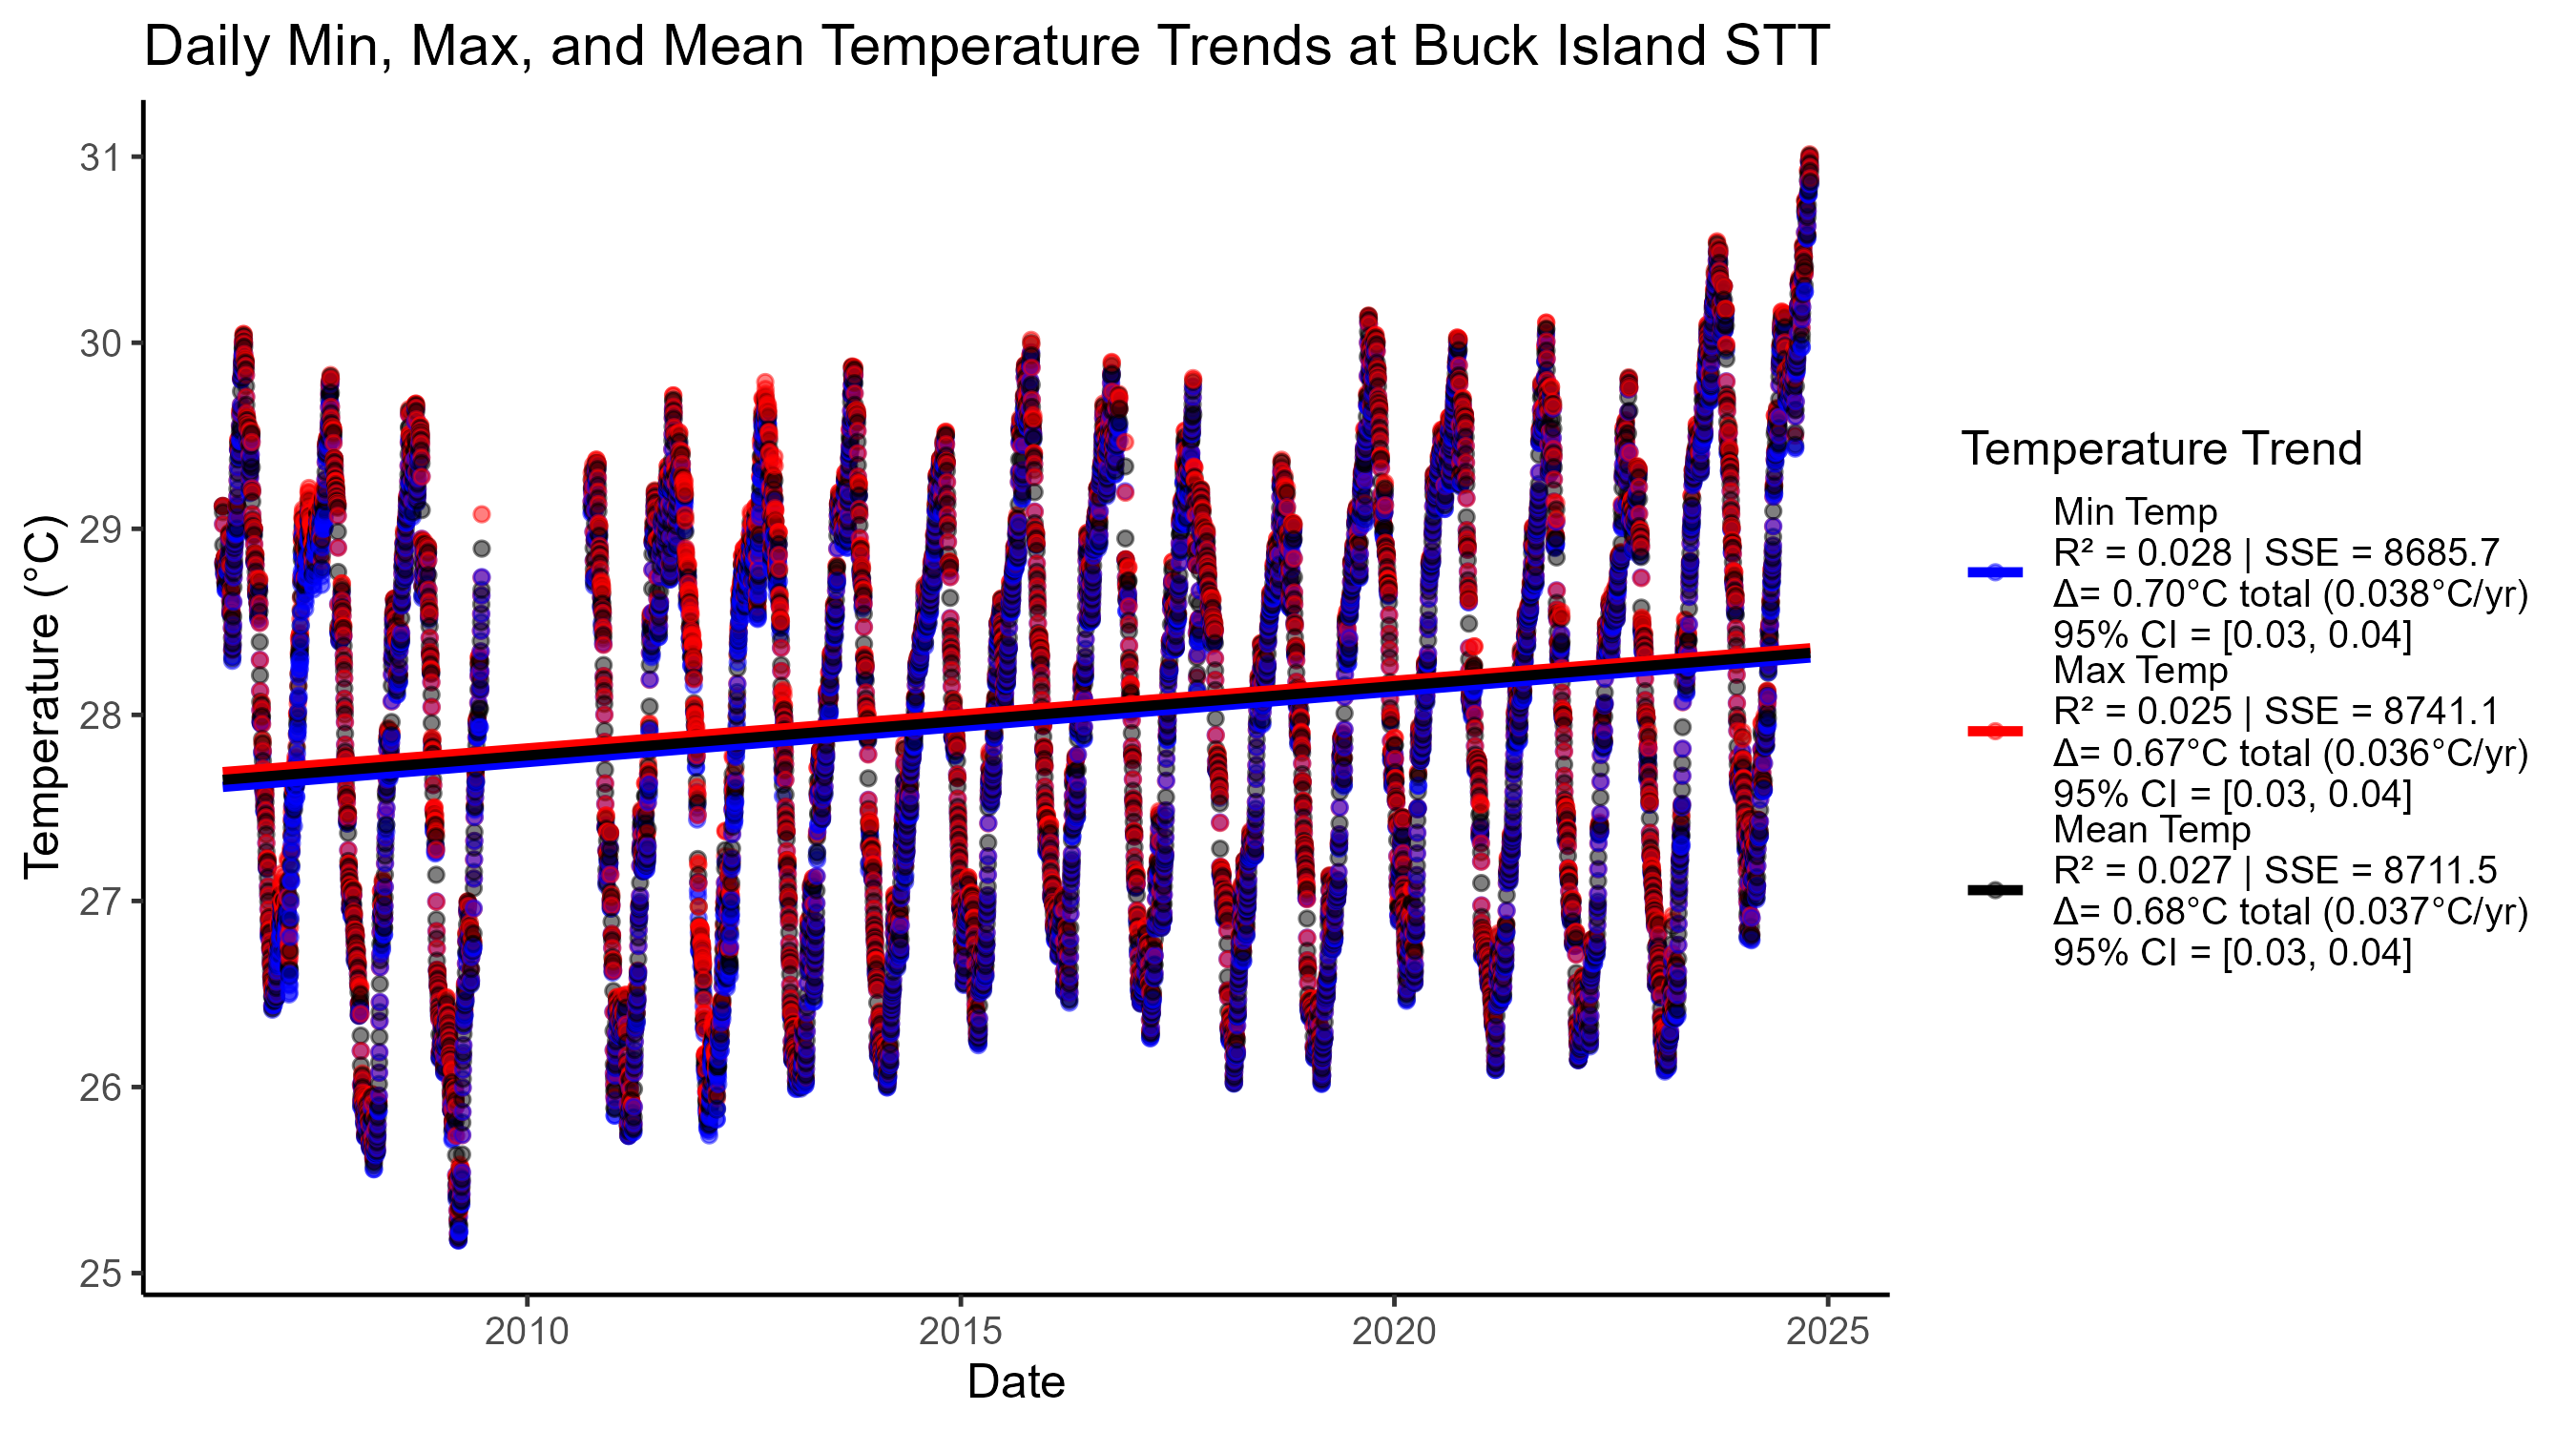 Daily Min, Max, and Mean Temperature Trends at Buck Island STT
31
30
29
28
27
26
25
Temperature (°C)
2010
2015
2020
2025
Date
Temperature Trend
Min Temp
R² = 0.028 | SSE = 8685.7
Δ= 0.70°C total (0.038°C/yr)
95% CI = [0.03, 0.04]
Max Temp
R² = 0.025 | SSE = 8741.1
Δ= 0.67°C total (0.036°C/yr)
95% CI = [0.03, 0.04]
Mean Temp
R² = 0.027 | SSE = 8711.5
Δ= 0.68°C total (0.037°C/yr)
95% CI = [0.03, 0.04]